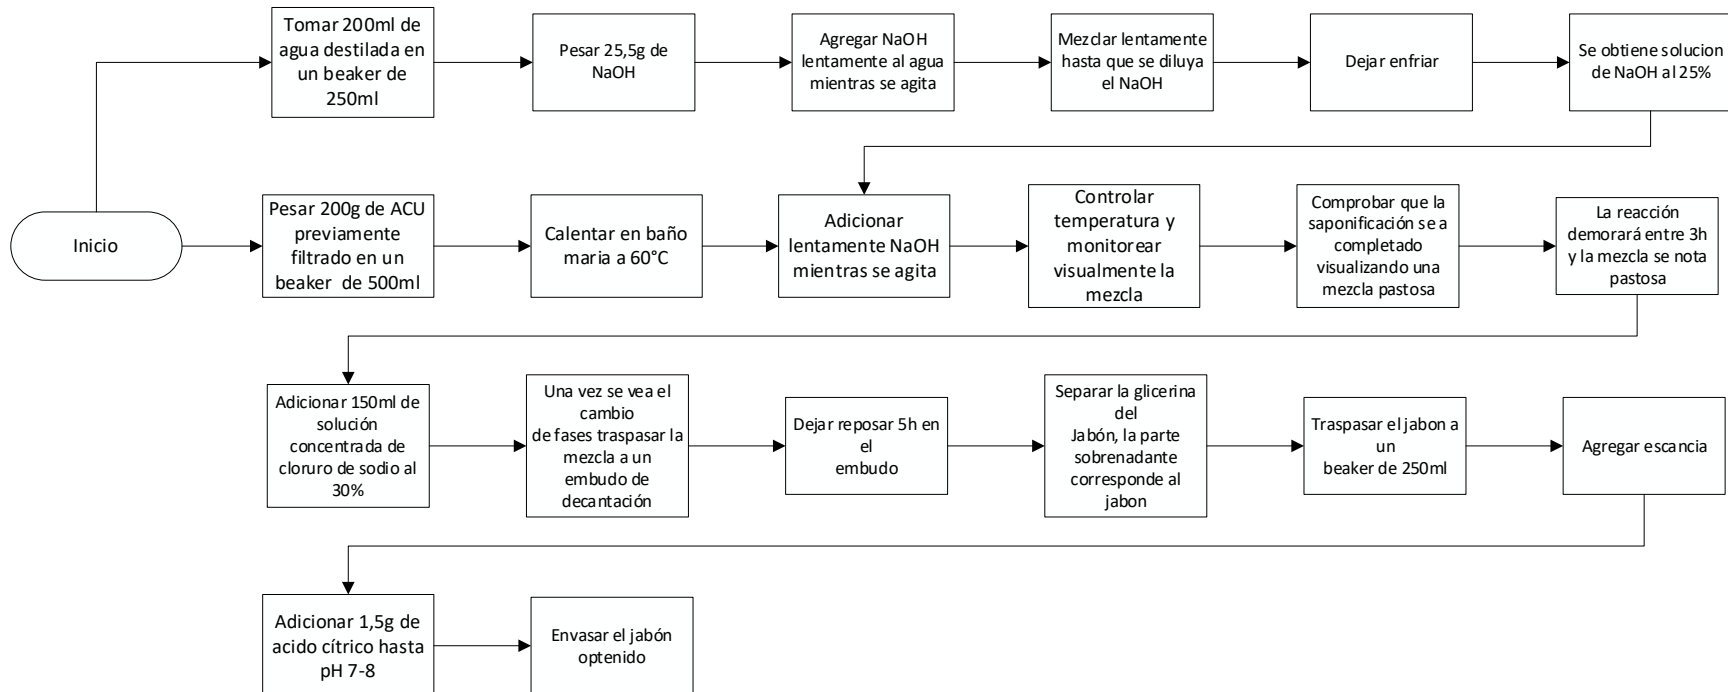 Tomar 200ml de
agua destilada en
un beaker de
250ml
Pesar 25,5g de
NaOH
Agregar NaOH
lentamente al agua
mientras se agita
Mezclar lentamente
hasta que se diluya
el NaOH
Dejar enfriar
Se obtiene solucion
de NaOH al 25%
Inicio
Pesar 200g de ACU
previamente
filtrado en un
beaker de 500ml
Calentar en baño
maria a 60°C
Adicionar
lentamente NaOH
mientras se agita
Controlar
temperatura y
monitorear
visualmente la
mezcla
Comprobar que la
saponificación se a
completado
visualizando una
mezcla pastosa
La reacción
demorará entre 3h
y la mezcla se nota
pastosa
Adicionar 150ml de
solución
concentrada de
cloruro de sodio al
30%
Una vez se vea el
cambio
de fases traspasar la
mezcla a un
embudo de
decantación
Dejar reposar 5h en
el
embudo
Separar la glicerina
del
Jabón, la parte
sobrenadante
corresponde al
jabon
Traspasar el jabon a
un
beaker de 250ml
Agregar escancia
Adicionar 1,5g de
acido cítrico hasta
pH 7-8
Envasar el jabón
optenido